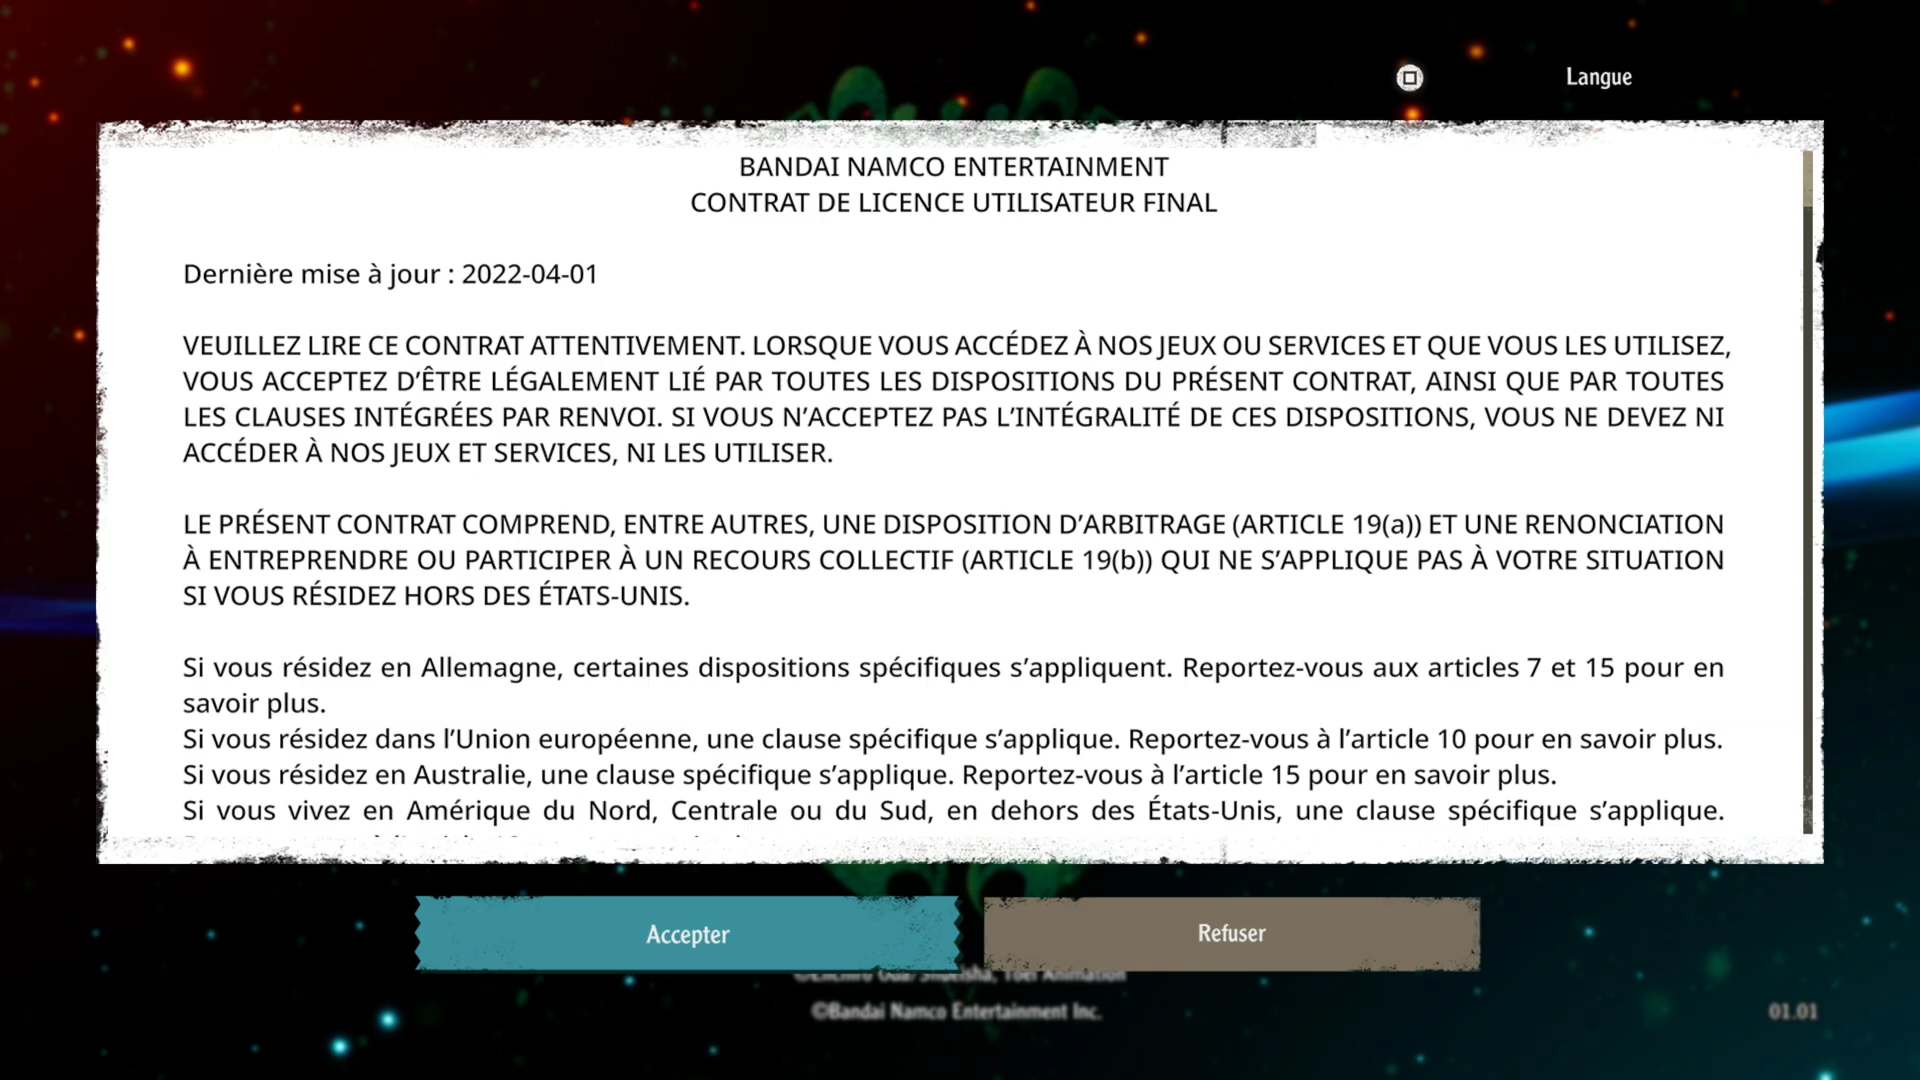 Langue
BANDAI NAMCO ENTERTAINMENT
CONTRAT DE LICENCE UTILISATEUR FINAL
Dernière mise à jour : 2022-04-01
VEUILLEZ LIRE CE CONTRAT ATTENTIVEMENT. LORSQUE VOUS ACCÉDEZ À NOS JEUX OU SERVICES ET QUE VOUS LES UTILISEZ,
VOUS ACCEPTEZ D’ÊTRE LÉGALEMENT LIÉ PAR TOUTES LES DISPOSITIONS DU PRÉSENT CONTRAT, AINSI QUE PAR TOUTES
LES CLAUSES INTÉGRÉES PAR RENVOI. SI VOUS N’ACCEPTEZ PAS L’INTÉGRALITÉ DE CES DISPOSITIONS, VOUS NE DEVEZ NI
ACCÉDER À NOS JEUX ET SERVICES, NI LES UTILISER.
LE PRÉSENT CONTRAT COMPREND, ENTRE AUTRES, UNE DISPOSITION D’ARBITRAGE (ARTICLE 19(a)) ET UNE RENONCIATION
À ENTREPRENDRE OU PARTICIPER À UN RECOURS COLLECTIF (ARTICLE 19(b)) QUI NE S’APPLIQUE PAS À VOTRE SITUATION
SI VOUS RÉSIDEZ HORS DES ÉTATS-UNIS.
Si vous résidez en Allemagne, certaines dispositions spécifiques s’appliquent. Reportez-vous aux articles 7 et 15 pour en
savoir plus.
Si vous résidez dans l’Union européenne, une clause spécifique s’applique. Reportez-vous à l’article 10 pour en savoir plus.
Si vous résidez en Australie, une clause spécifique s’applique. Reportez-vous à l’article 15 pour en savoir plus.
Si vous vivez en Amérique du Nord, Centrale ou du Sud, en dehors des États-Unis, une clause spécifique s’applique.
Accepter
Refuser
©Eiichiro Oda/Shueisha, Toei Animation
©Bandai Namco Entertainment Inc.
01.01